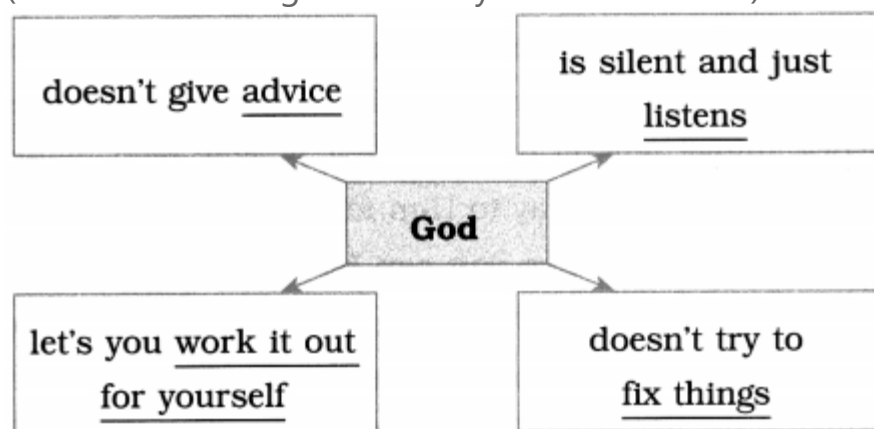 doesn't give advice
is silent and just
listens
God
let's you work it out
for yourself
doesn't try to
fix things